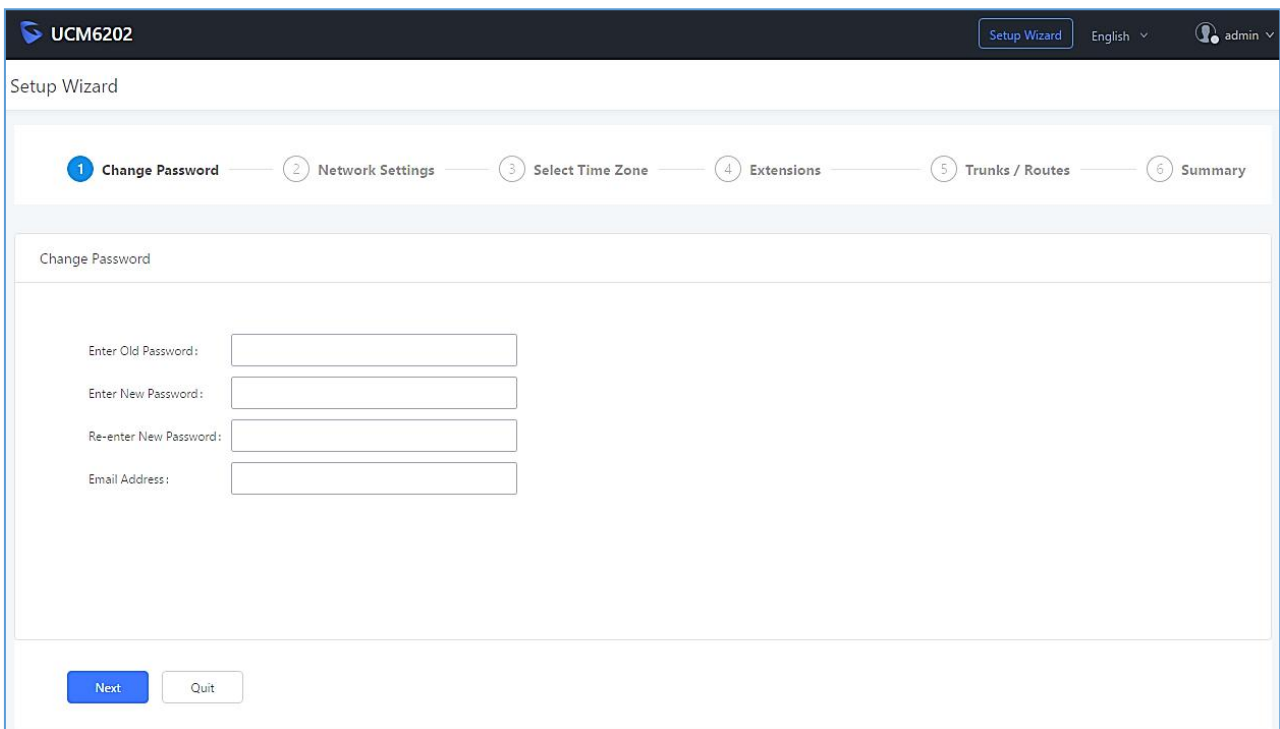 UCM6202 Setup Wizard English admin
Setup Wizard
1 Change Password 2 Network Settings 3 Select Time Zone 4 Extensions 5 Trunks / Routes 6 Summary
Change Password
Enter Old Password:
Enter New Password:
Re-enter New Password:
Email Address:
Next Quit